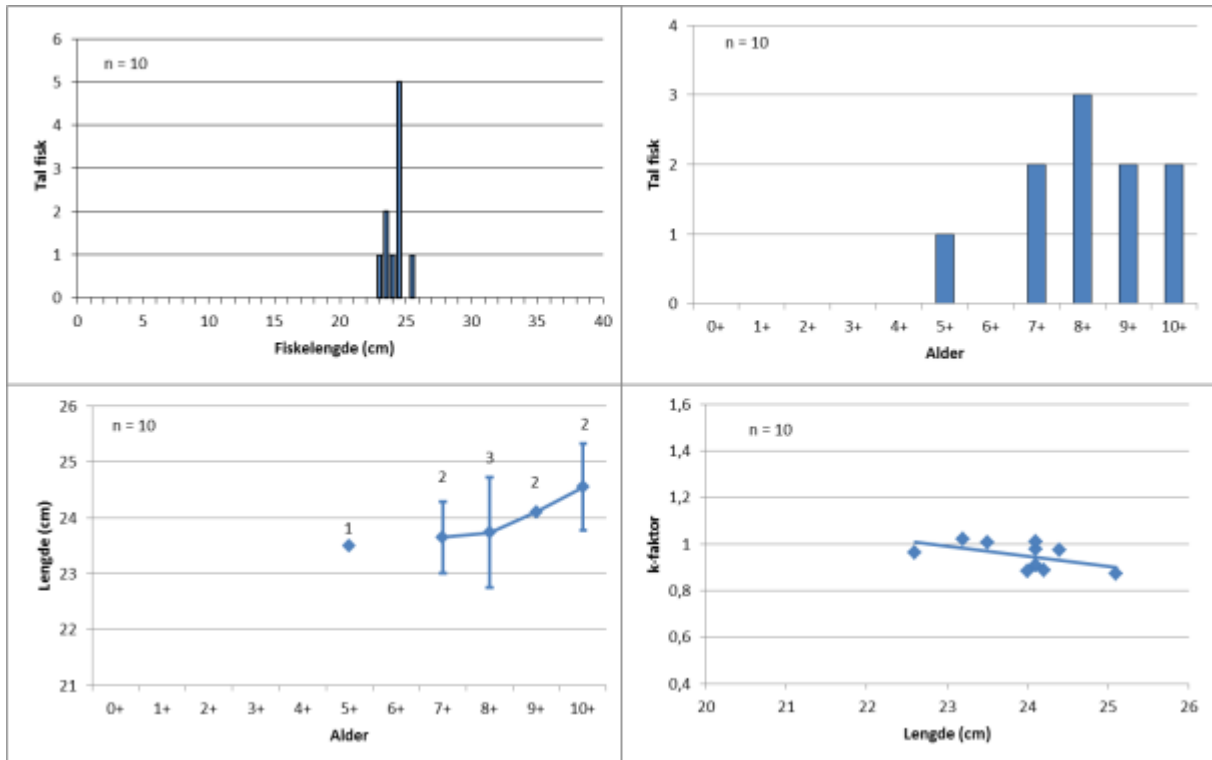 6
n = 10
5
4
3
2
1
0
Tal fisk
0 5 10 15 20 25 30 35 40
Fiskelengde (cm)
4
n = 10
3
2
1
0
Tal fisk
0+ 1+ 2+ 3+ 4+ 5+ 6+ 7+ 8+ 9+ 10+
Alder
26
n = 10
25
24
23
22
21
Lengde (cm)
1 2 3 2 2
0+ 1+ 2+ 3+ 4+ 5+ 6+ 7+ 8+ 9+ 10+
Alder
1,6
n = 10
1,4
1,2
1
0,8
0,6
0,4
k-faktor
20 21 22 23 24 25 26
Lengde (cm)